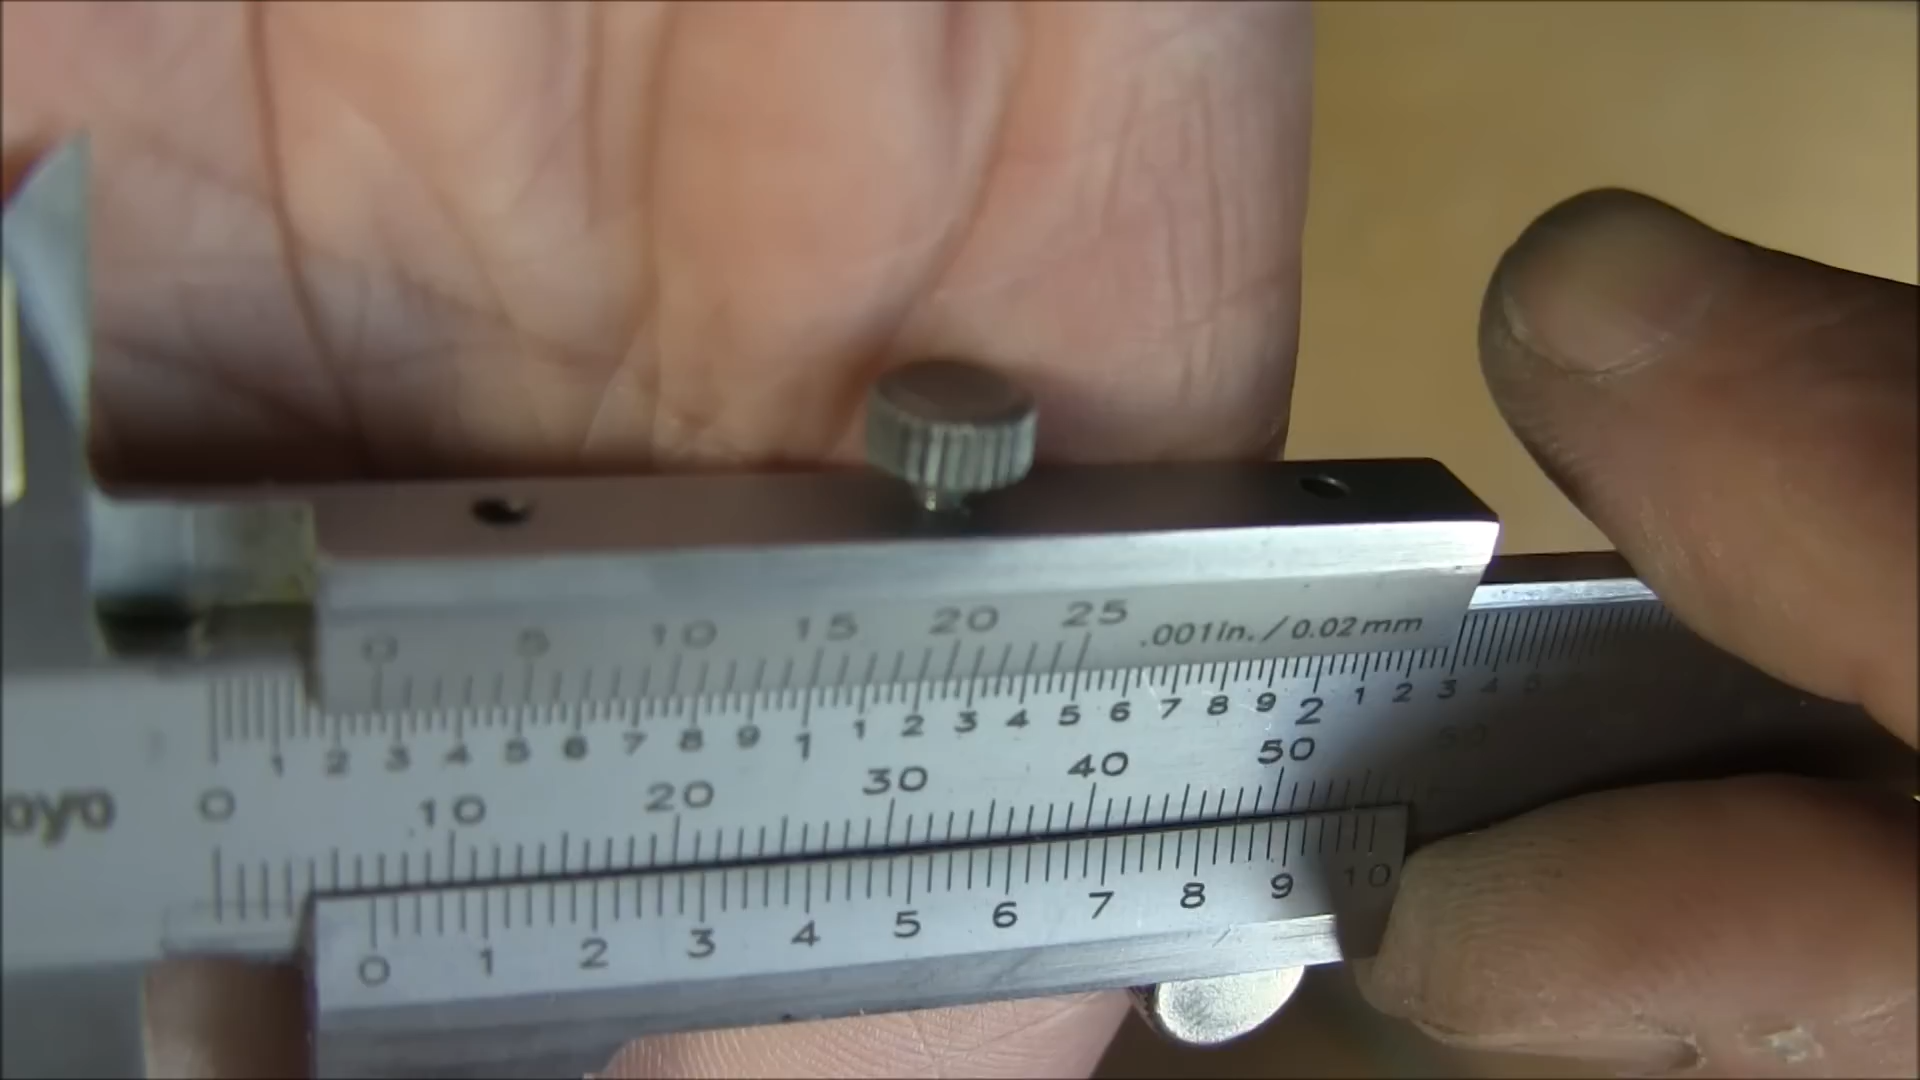 0 5 10 15 20 25 .001in./0.02mm
1 2 3 4 5 6 7 8 9 1 1 2 3 4 5 6 7 8 9 2 1 2 3 4 5
oyo 0 10 20 30 40 50 60
0 1 2 3 4 5 6 7 8 9 10